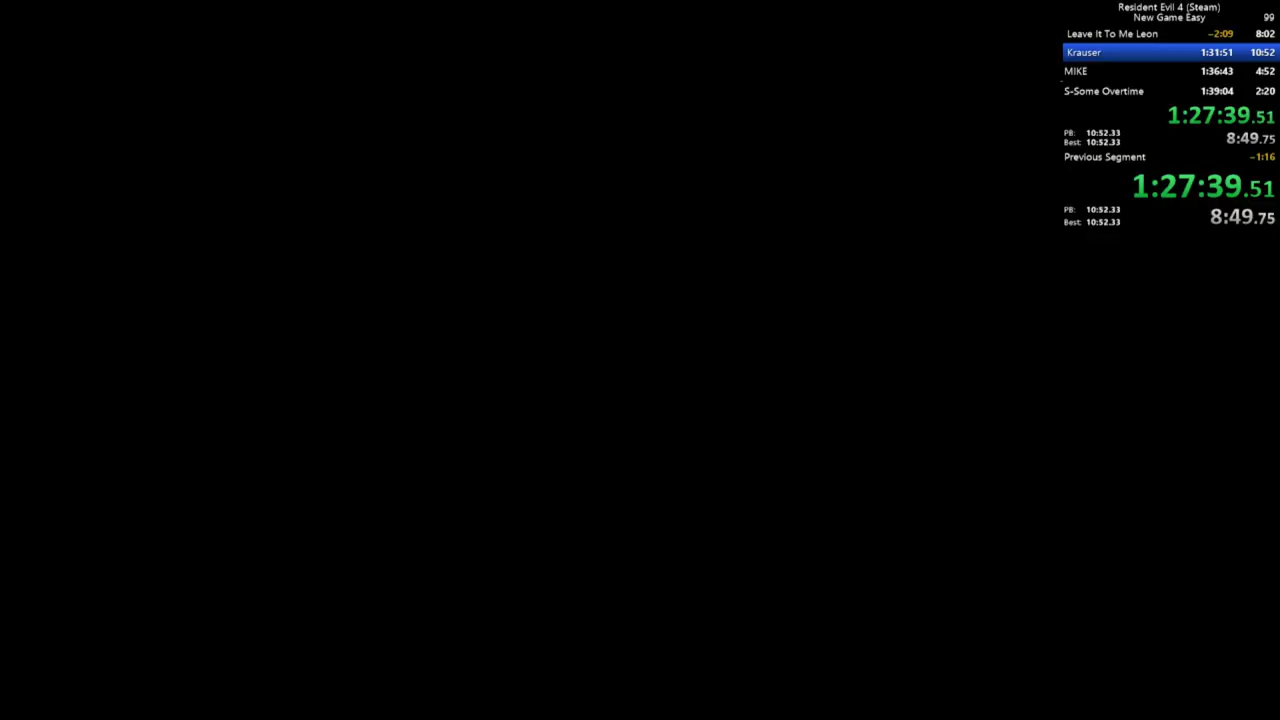 Resident Evil 4 (Steam)
New Game Easy 99
Leave It To Me Leon −2:09 8:02
Krauser 1:31:51 10:52
MIKE 1:36:43 4:52
S-Some Overtime 1:39:04 2:20
1:27:39.51
PB: 10:52.33 8:49.75
Best: 10:52.33
Previous Segment −1:16
1:27:39.51
PB: 10:52.33 8:49.75
Best: 10:52.33